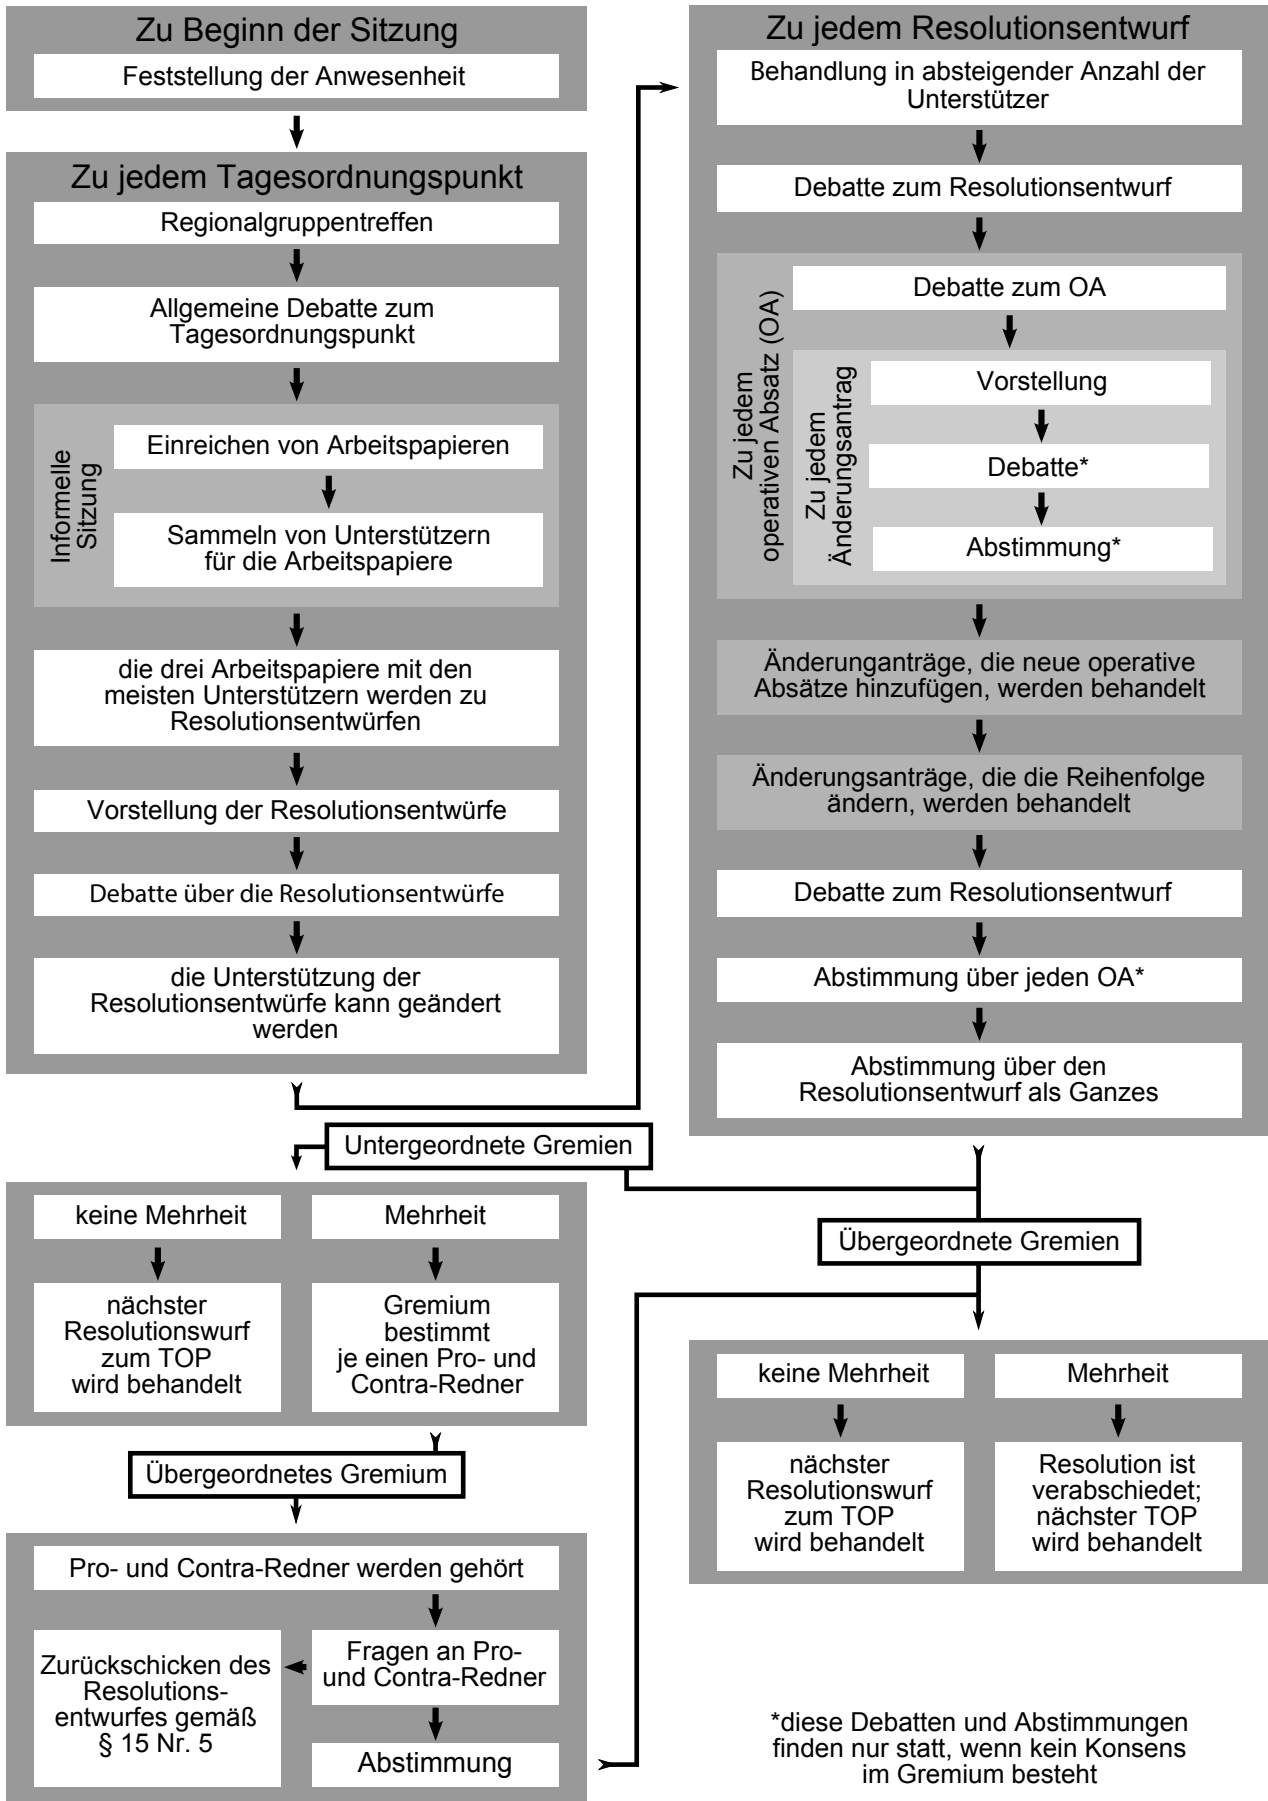 Zu Beginn der Sitzung
Feststellung der Anwesenheit
Zu jedem Tagesordnungspunkt
Regionalgruppentreffen
Allgemeine Debatte zum
Tagesordnungspunkt
Informelle
Sitzung
Einreichen von Arbeitspapieren
Sammeln von Unterstützern
für die Arbeitspapiere
die drei Arbeitspapiere mit den
meisten Unterstützern werden zu
Resolutionsentwürfen
Vorstellung der Resolutionsentwürfe
Debatte über die Resolutionsentwürfe
die Unterstützung der
Resolutionsentwürfe kann geändert
werden
Zu jedem Resolutionsentwurf
Behandlung in absteigender Anzahl der
Unterstützer
Debatte zum Resolutionsentwurf
Zu jedem
operativen Absatz (OA)
Debatte zum OA
Zu jedem
Änderungsantrag
Vorstellung
Debatte*
Abstimmung*
Änderunganträge, die neue operative
Absätze hinzufügen, werden behandelt
Änderungsanträge, die die Reihenfolge
ändern, werden behandelt
Debatte zum Resolutionsentwurf
Abstimmung über jeden OA*
Abstimmung über den
Resolutionsentwurf als Ganzes
Untergeordnete Gremien
keine Mehrheit
nächster
Resolutionswurf
zum TOP
wird behandelt
Mehrheit
Gremium
bestimmt
je einen Pro- und
Contra-Redner
Übergeordnetes Gremium
Pro- und Contra-Redner werden gehört
Fragen an Pro-
und Contra-Redner
Zurückschicken des
Resolutions-
entwurfes gemäß
§ 15 Nr. 5
Abstimmung
Übergeordnete Gremien
keine Mehrheit
nächster
Resolutionswurf
zum TOP
wird behandelt
Mehrheit
Resolution ist
verabschiedet;
nächster TOP
wird behandelt
*diese Debatten und Abstimmungen
finden nur statt, wenn kein Konsens
im Gremium besteht